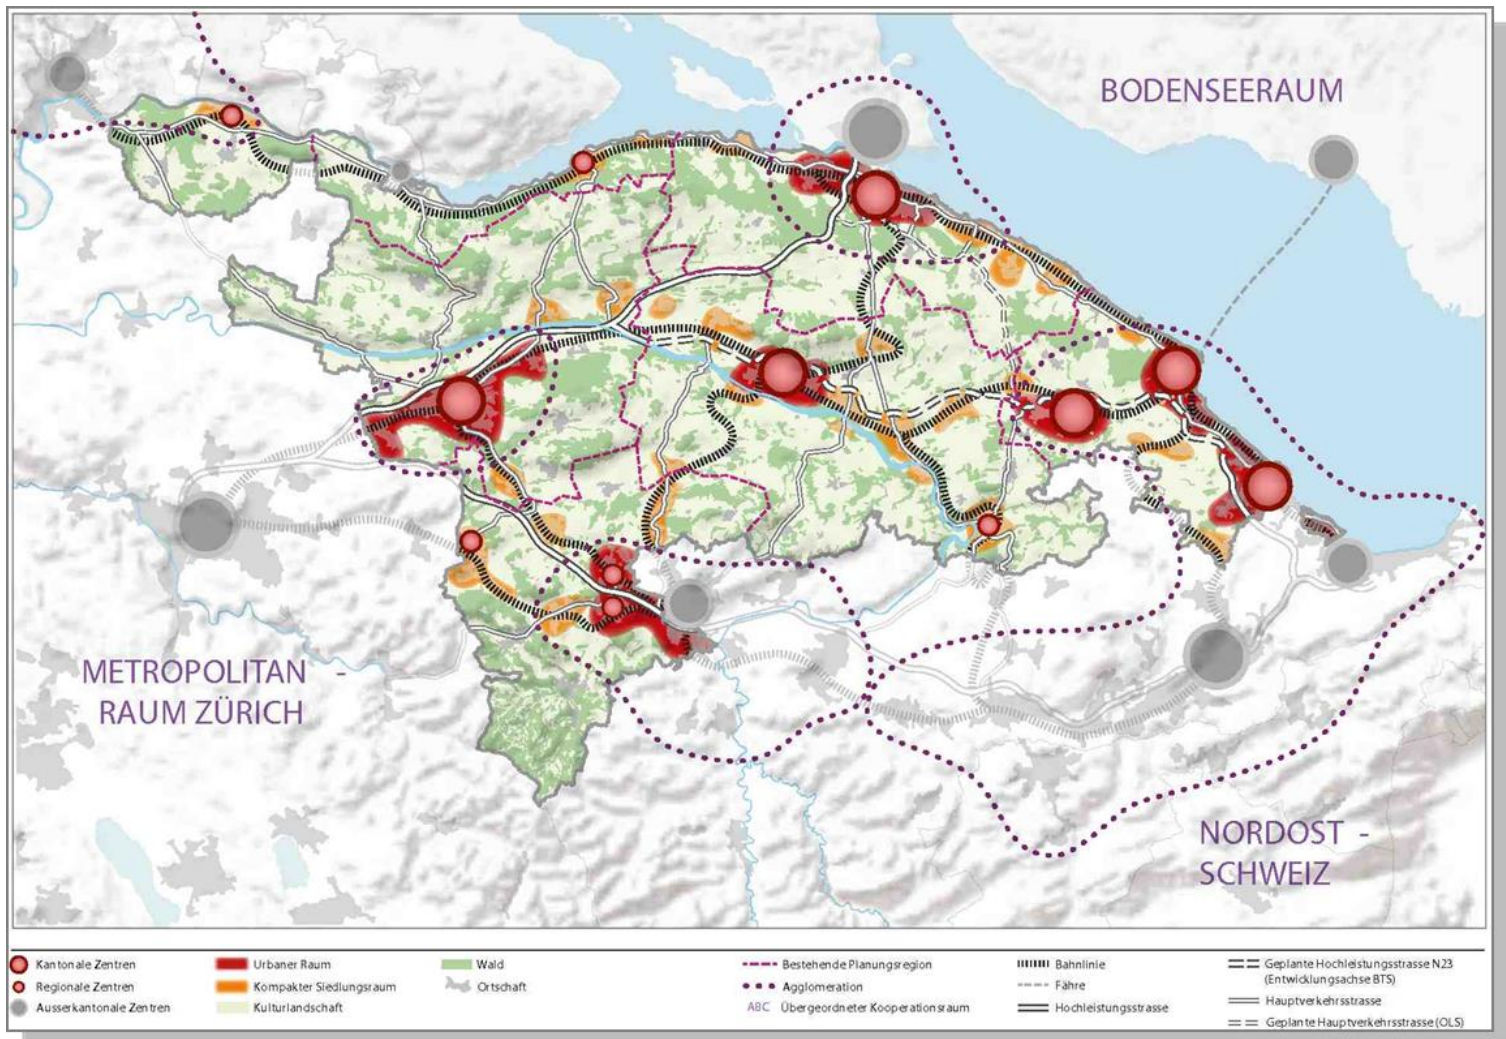 BODENSEERAUM
METROPOLITAN -
RAUM ZÜRICH
NORDOST -
SCHWEIZ
Kantonale Zentren
Regionale Zentren
Ausserkantonale Zentren
Urbaner Raum
Kompakter Siedlungsraum
Kulturlandschaft
Wald
Ortschaft
Bestehende Planungsregion
Agglomeration
ABC Übergeordneter Kooperationsraum
Bahnlinie
Fähre
Hochleistungsstrasse
Geplante Hochleistungsstrasse N23
(Entwicklungsachse BTS)
Hauptverkehrsstrasse
Geplante Hauptverkehrsstrasse (OLS)